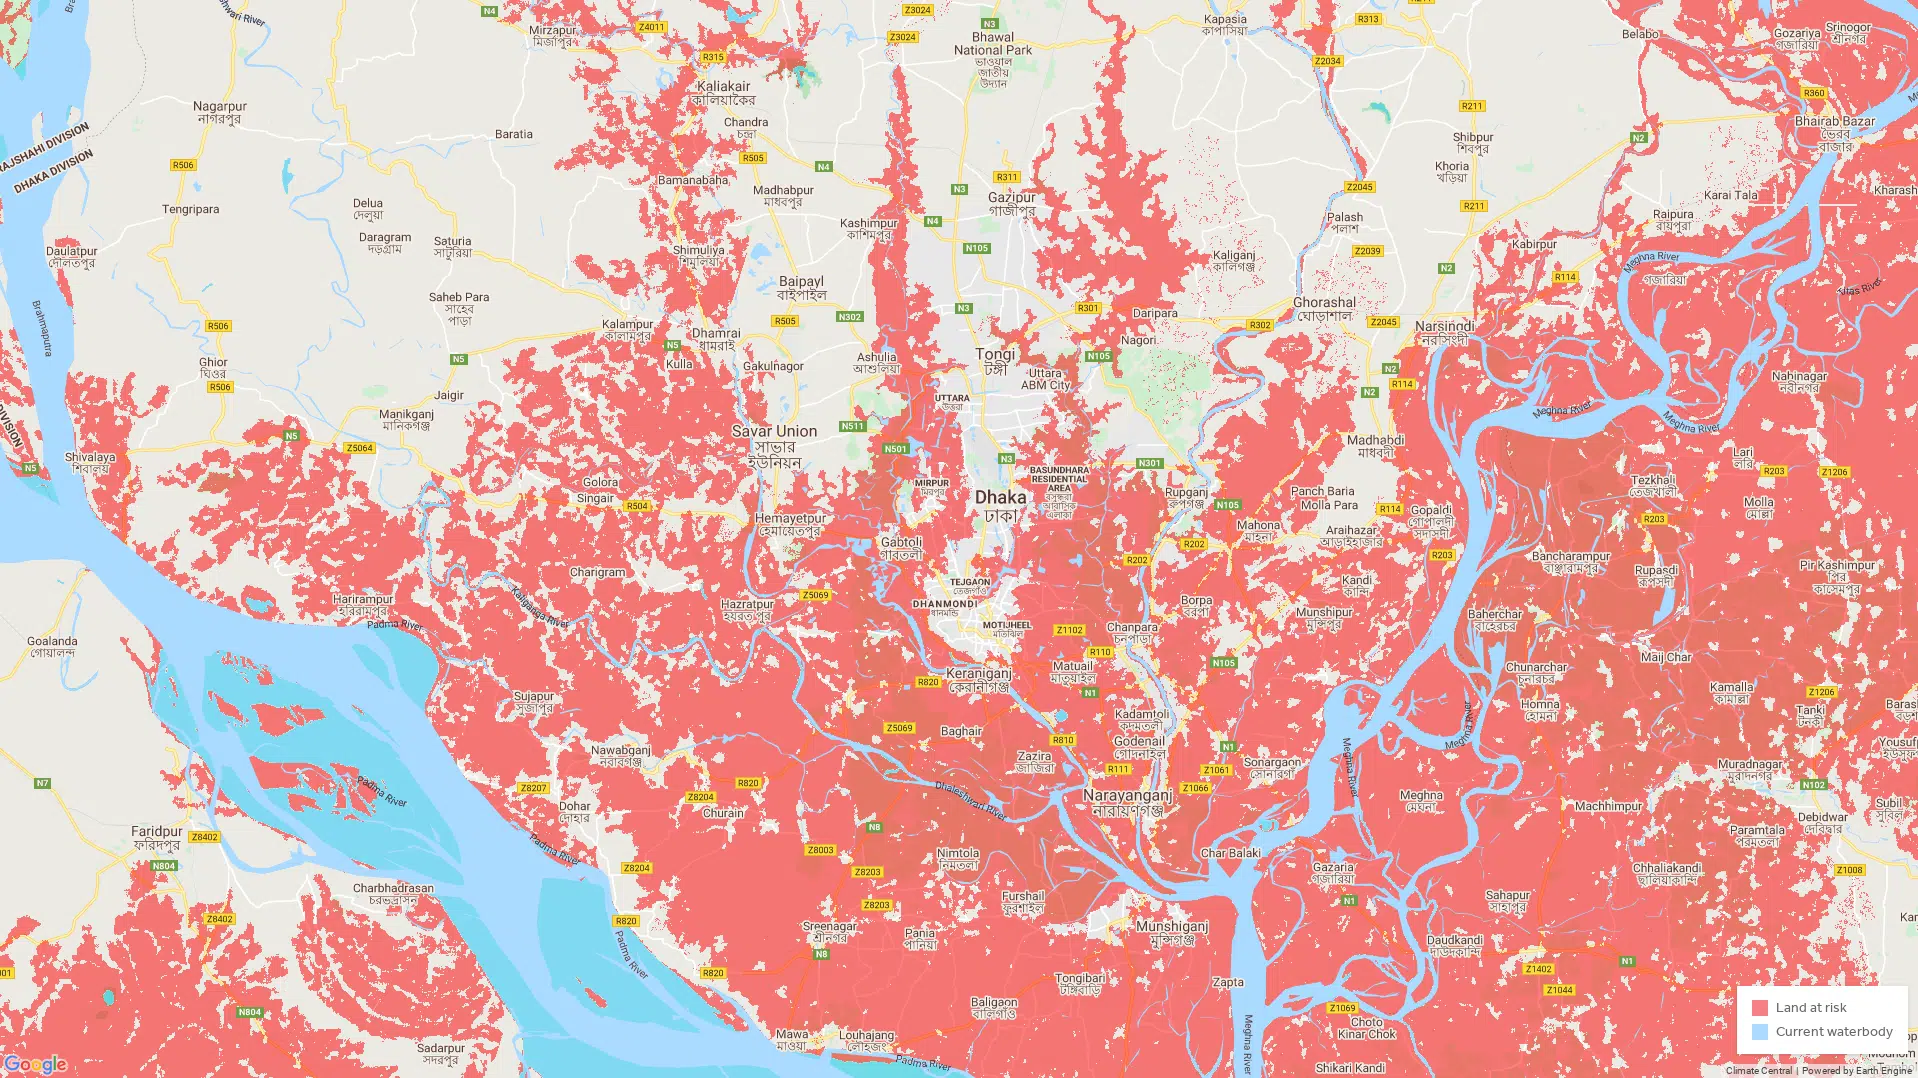 Z3024
N4
shwari River
Mirzapur
মির্জাপুর
Z4011
Z3024
N3
Bhawal
National Park
ভাওয়াল
জাতীয়
উদ্যান
Kapasia
কাপাসিয়া
R313
Belabo
Gozariya
গজারিয়া
Srinogor
শ্রীনগর
R315
Z2034
Kaliakair
কালিয়াকৈর
Nagarpur
নাগরপুর
R360
R211
Bhairab Bazar
ভৈরব
বাজার
Chandra
চন্দ্রা
Baratia
RAJSHAHI DIVISION
DHAKA DIVISION
R506
R505
N4
Shibpur
শিবপুর
N2
Khoria
খড়িয়া
Bamanabaha
Madhabpur
মাধবপুর
N3
R311
Gazipur
গাজীপুর
Z2045
Karai Tala
Kharash
Tengripara
Delua
দেলুয়া
Kashimpur
কাশিমপুর
N4
Palash
পলাশ
R211
Raipura
রায়পুরা
Daragram
দড়গ্রাম
Saturia
সাটুরিয়া
Daulatpur
দৌলতপুর
Shimuliya
শিমুলিয়া
N105
Kaliganj
কালিগঞ্জ
Z2039
Kabirpur
Meghna River
N2
R114
গজারিয়া
Titas River
Baipayl
বাইপাইল
Saheb Para
সাহেব
পাড়া
Brahmaputra
R506
Kalampur
কালামপুর
R505
N302
N3
R301
Daripara
Ghorashal
ঘোড়াশাল
R302
Z2045
Narsingdi
নরসিংদী
Dhamrai
ধামরাই
N5
Kulla
Gakulnagor
Ashulia
আশুলিয়া
Tongi
টঙ্গী
N105
Nagori
Ghior
ঘিওর
R506
N5
Uttara
ABM City
N2
R114
Nabinagar
নবীনগর
Jaigir
UTTARA
উত্তরা
N2
Meghna River
Meghna River
Manikganj
মানিকগঞ্জ
N511
Savar Union
সাভার
ইউনিয়ন
N5
Z5064
N501
N3
N301
Madhabdi
মাধবদী
Shivalaya
শিবালয়
N5
DIVISION
Lari
লরি
R203
Z1206
Golora
Singair
R504
MIRPUR
মিরপুর
Dhaka
ঢাকা
BASUNDHARA
RESIDENTIAL
AREA
বসুন্ধরা
আবাসিক
এলাকা
Rupganj
রূপগঞ্জ
N105
Panch Baria
Molla Para
R114
Gopaldi
গোপালদী
সদাসদী
Tezkhali
তেজখালী
R203
Molla
মোল্লা
Hemayetpur
হেমায়েতপুর
Gabtoli
গাবতলী
Mahona
মাহনা
Araihazar
আড়াইহাজার
R202
R202
R203
Bancharampur
বাঞ্ছারামপুর
Rupasdi
রূপসদী
Pir Kashimpur
পির
কাসেমপুর
Charigram
Kandi
কান্দি
TEJGAON
তেজগাঁও
DHANMONDI
ধানমন্ডি
Harirampur
হরিরামপুর
Kaliganga River
Z5069
Hazratpur
হযরতপুর
Borpa
বরপা
Munshipur
মুন্সিপুর
Baherchar
বাহেরচর
Padma River
MOTIJHEEL
মতিঝিল
Z1102
Chanpara
চনপাড়া
Goalanda
গোয়ালন্দ
R110
N105
Maij Char
Keraniganj
কেরানীগঞ্জ
R820
Matuail
মাতুয়াইল
N1
Chunarchar
চুনারচর
Sujapur
সুজাপুর
Kamalla
কামাল্লা
Z1206
Homna
হোমনা
Tanki
টনকী
Kadamtoli
কদমতলী
Z5069
Baghair
R810
Godenail
গোদনাইল
N1
Meghna River
Meghna River
Nawabganj
নবাবগঞ্জ
Zazira
জাজিরা
R111
Z1061
Sonargaon
সোনারগাঁ
Muradnagar
মুরাদনগর
N7
Padma River
Z8207
R820
Dhaleshwari River
Z1066
N102
Z8204
Churain
Narayanganj
নারায়ণগঞ্জ
Meghna
মেঘনা
Machhimpur
Dohar
দোহার
Debidwar
দেবিদ্বার
Subil
সুবিল
Faridpur
ফরিদপুর
Z8402
N8
Paramtala
পরমতলা
Padma River
Z8003
Nimtola
নিমতলা
Char Balaki
N804
Z8204
Z8203
Gazaria
গজারিয়া
Chhaliakandi
ছালিয়াকান্দি
Z1008
Charbhadrasan
চরভদ্রাসন
Furshail
ফুরশাইল
N1
Sahapur
সাহাপুর
Z8402
R820
Z8203
Sreenagar
শ্রীনগর
Pania
পানিয়া
Munshiganj
মুন্সিগঞ্জ
Daudkandi
দাউদকান্দি
N8
Padma River
R820
Tongibari
টঙ্গিবাড়ি
Zapta
N1
Z1402
Z1044
Baligaon
বালিগাঁও
N804
Z1069
Choto
Kinar Chok
Land at risk
Current waterbody
Mawa
মাওয়া
Louhajang
লৌহজং
Meghna River
Sadarpur
সদরপুর
Padma River
Shikari Kandi
Google
Climate Central | Powered by Earth Engine